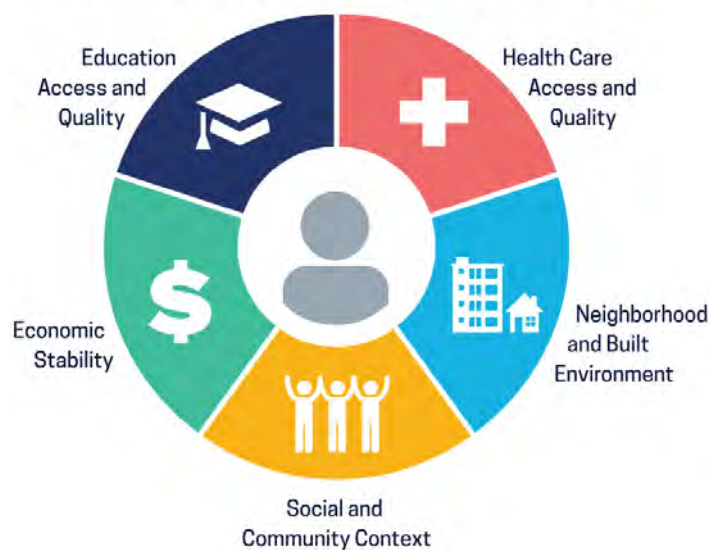 Education
Access and
Quality
Health Care
Access and
Quality
Economic
Stability
Neighborhood
and Built
Environment
Social and
Community Context